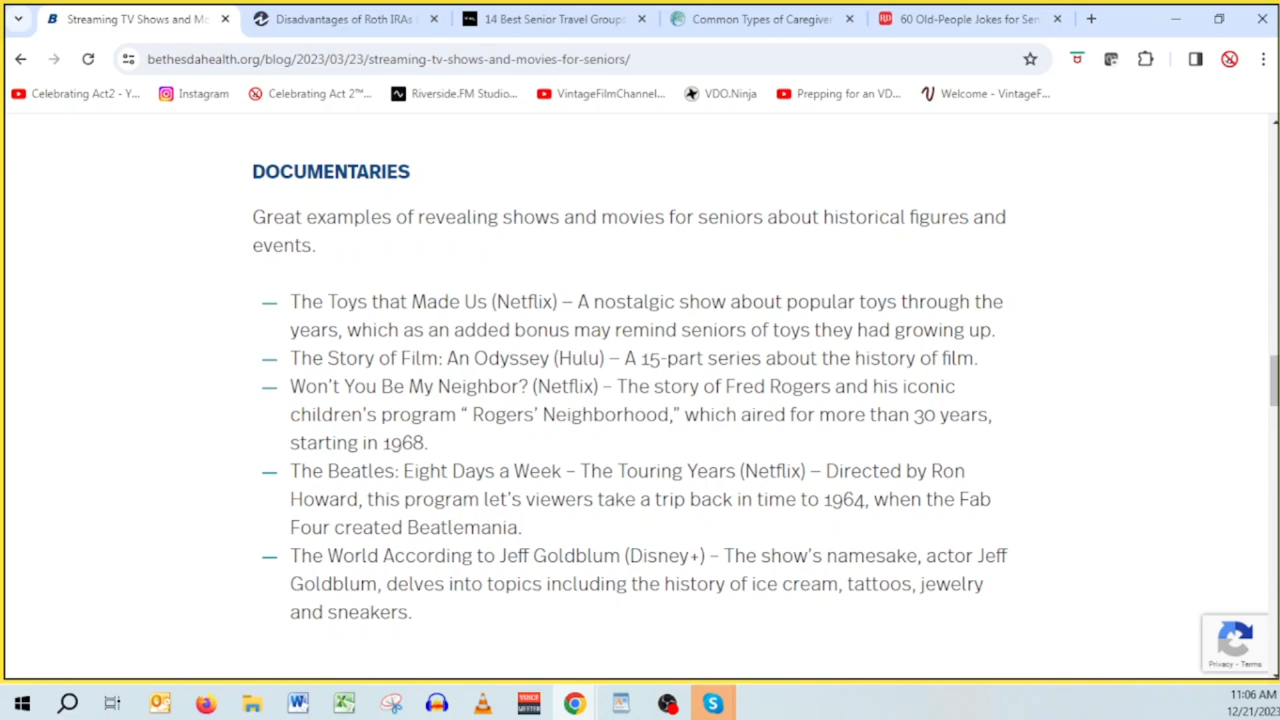 Streaming TV Shows and Mo
Disadvantages of Roth IRAs
14 Best Senior Travel Groups
Common Types of Caregiver
RD
60 Old-People Jokes for Sen
bethesdahealth.org/blog/2023/03/23/streaming-tv-shows-and-movies-for-seniors/
Celebrating Act2 - Y...
Instagram
Celebrating Act 2™...
Riverside.FM Studio...
VintageFilmChannel...
VDO.Ninja
Prepping for an VD...
Welcome - VintageF...
DOCUMENTARIES
Great examples of revealing shows and movies for seniors about historical figures and
events.
— The Toys that Made Us (Netflix) – A nostalgic show about popular toys through the
years, which as an added bonus may remind seniors of toys they had growing up.
— The Story of Film: An Odyssey (Hulu) – A 15-part series about the history of film.
— Won't You Be My Neighbor? (Netflix) – The story of Fred Rogers and his iconic
children's program “ Rogers' Neighborhood,” which aired for more than 30 years,
starting in 1968.
— The Beatles: Eight Days a Week – The Touring Years (Netflix) – Directed by Ron
Howard, this program let's viewers take a trip back in time to 1964, when the Fab
Four created Beatlemania.
— The World According to Jeff Goldblum (Disney+) – The show's namesake, actor Jeff
Goldblum, delves into topics including the history of ice cream, tattoos, jewelry
and sneakers.
Privacy - Terms
11:06 AM
12/21/2023